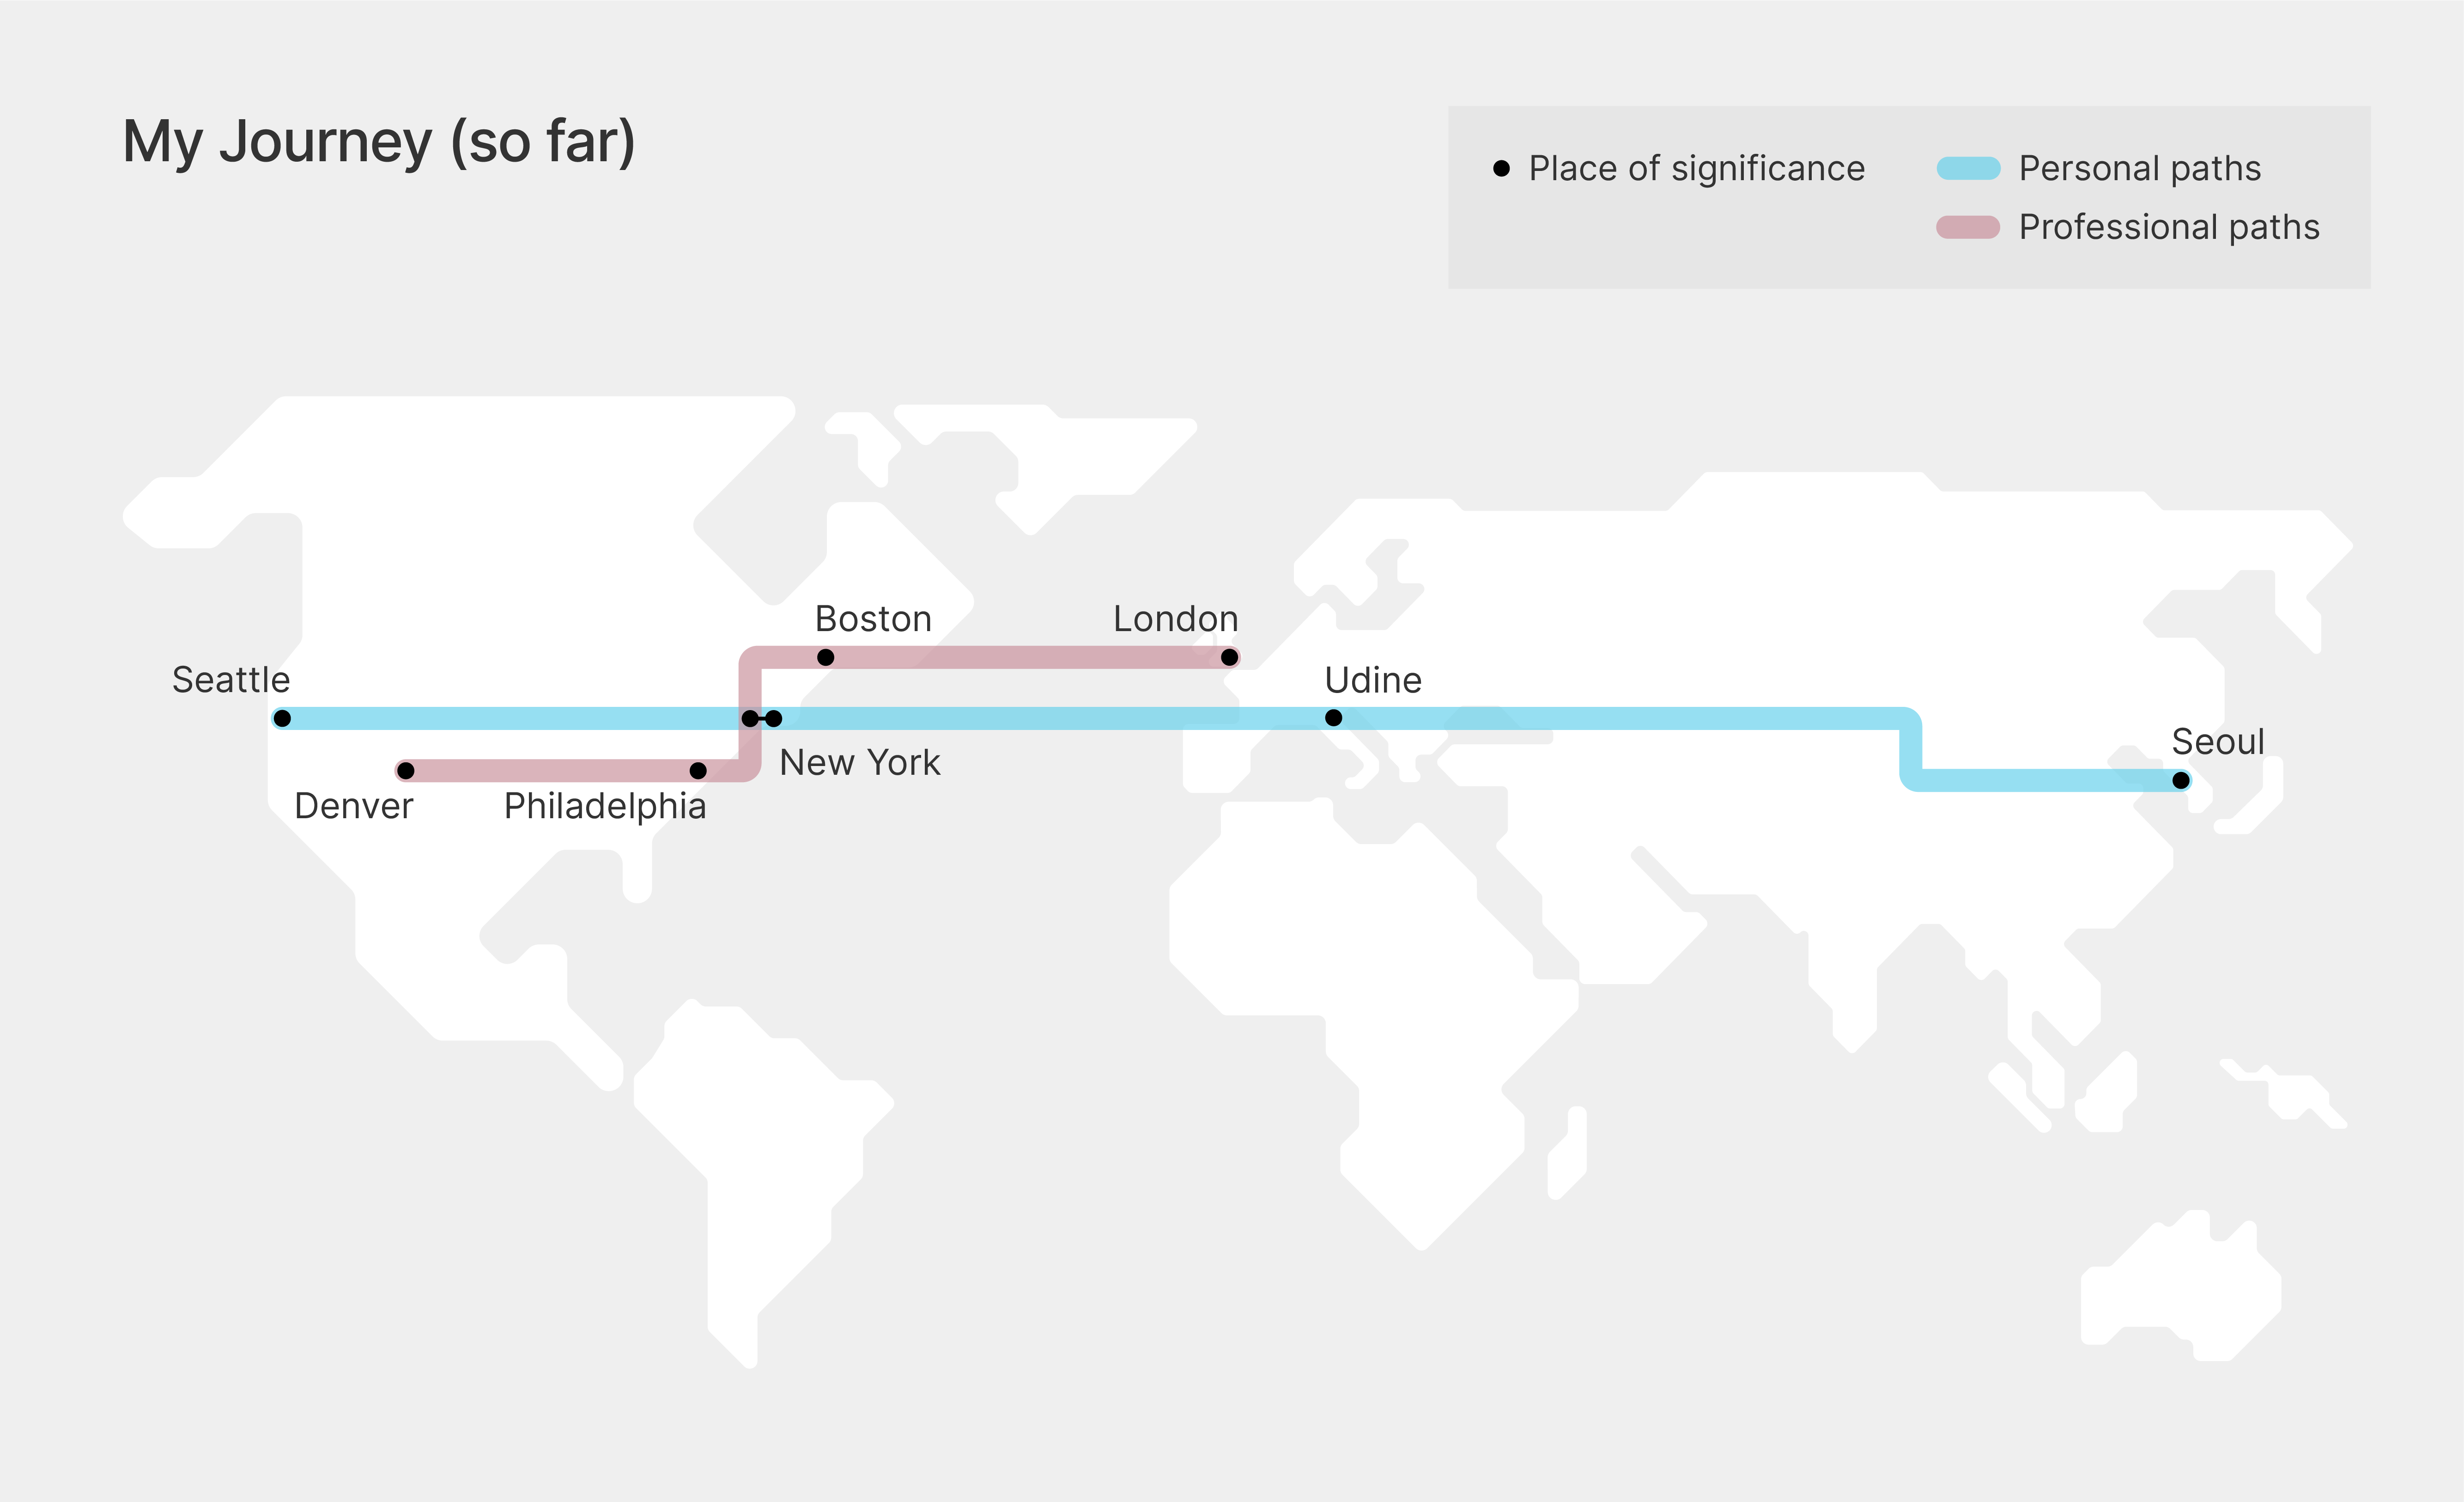 My Journey (so far)
Place of significance
Personal paths
Professional paths
Boston
London
Seattle
Udine
New York
Seoul
Denver
Philadelphia